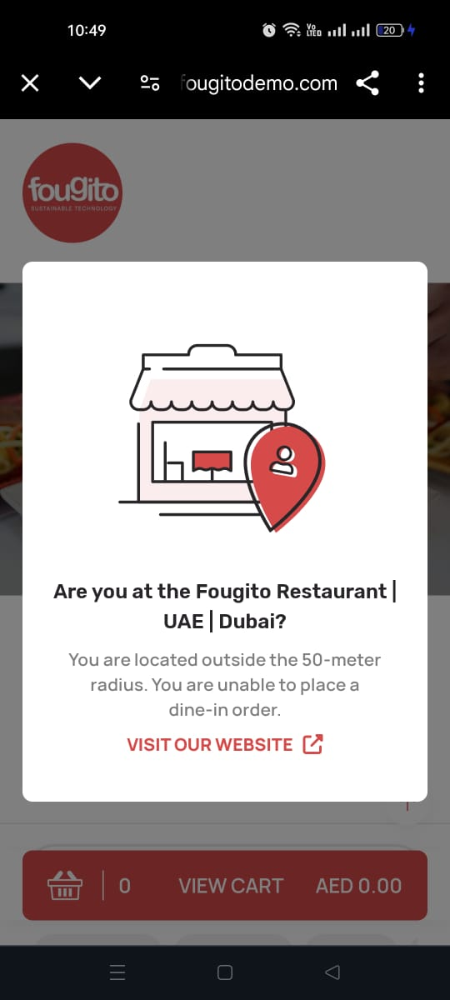 10:49
Vo
LTED
20
fougitodemo.com
fougito
SUSTAINABLE TECHNOLOGY
Are you at the Fougito Restaurant |
UAE | Dubai?
You are located outside the 50-meter
radius. You are unable to place a
dine-in order.
VISIT OUR WEBSITE
0 VIEW CART AED 0.00